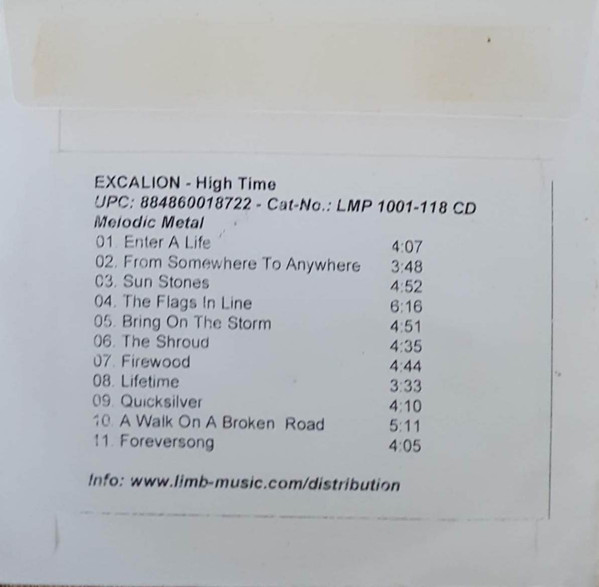 EXCALION - High Time
UPC: 884860018722 - Cat-No.: LMP 1001-118 CD
Melodic Metal
01. Enter A Life 4:07
02. From Somewhere To Anywhere 3:48
03. Sun Stones 4:52
04. The Flags In Line 6:16
05. Bring On The Storm 4:51
06. The Shroud 4:35
07. Firewood 4:44
08. Lifetime 3:33
09. Quicksilver 4:10
10. A Walk On A Broken Road 5:11
11. Foreversong 4:05
Info: www.limb-music.com/distribution